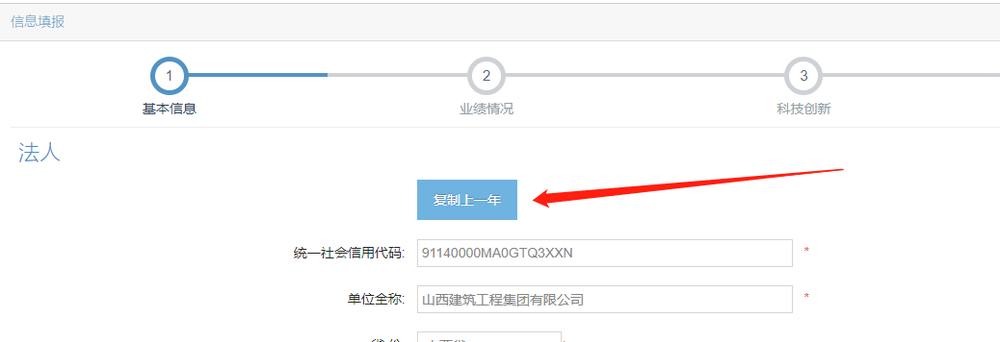 信息填报
1
2
3
基本信息
业绩情况
科技创新
法人
复制上一年
统一社会信用代码: 91140000MA0GTQ3XXN *
单位全称: 山西建筑工程集团有限公司 *